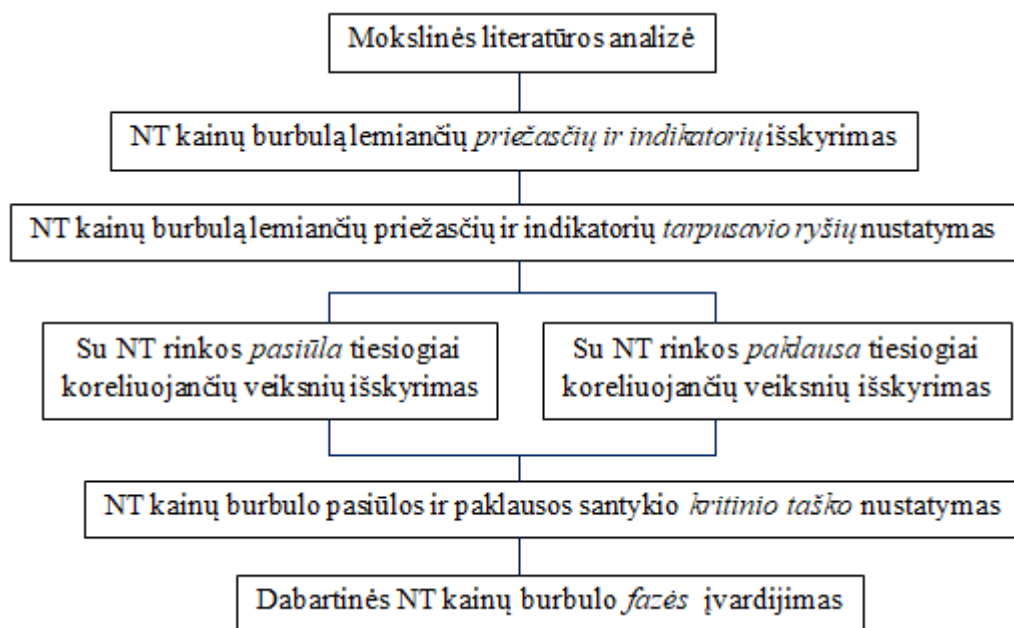 Mokslinės literatūros analizė
NT kainų burbulą lemiančių priežasčių ir indikatorių išskyrimas
NT kainų burbulą lemiančių priežasčių ir indikatorių tarpusavio ryšių nustatymas
Su NT rinkos pasiūla tiesiogiai
koreliuojančių veiksnių išskyrimas
Su NT rinkos paklausa tiesiogiai
koreliuojančių veiksnių išskyrimas
NT kainų burbulo pasiūlos ir paklausos santykio kritinio taško nustatymas
Dabartinės NT kainų burbulo fazės įvardijimas